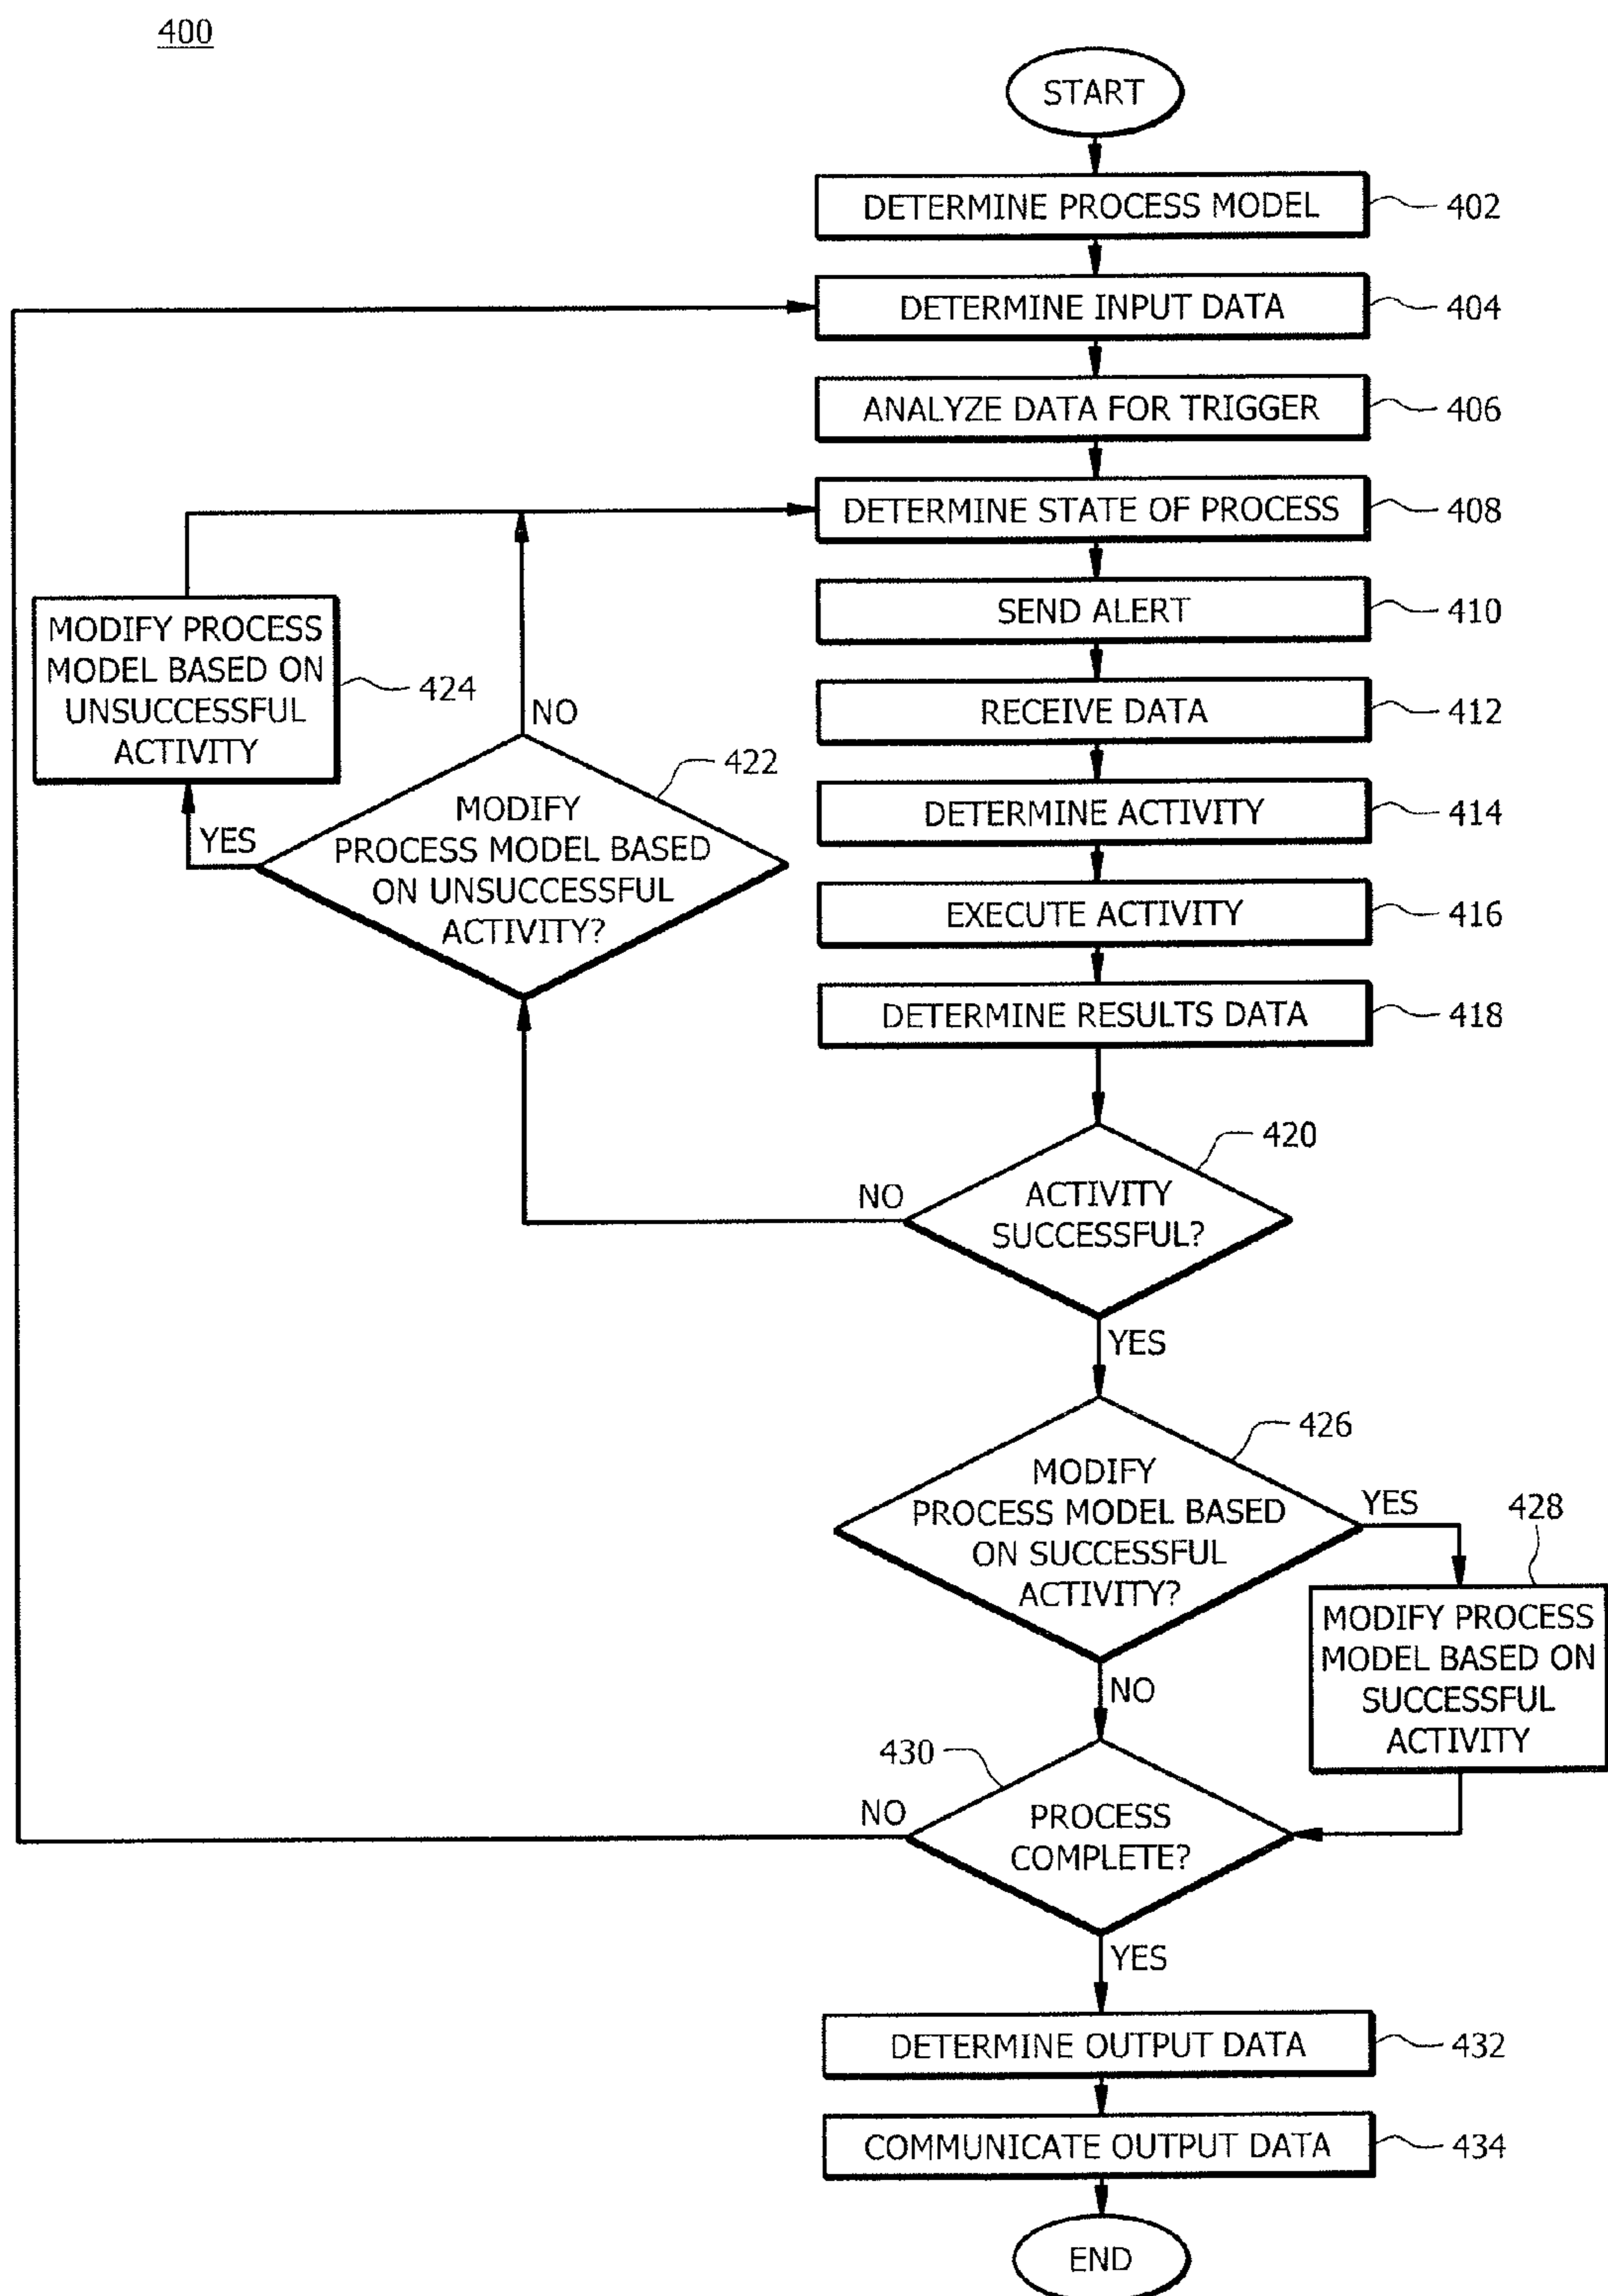 400
START
DETERMINE PROCESS MODEL
402
DETERMINE INPUT DATA
404
ANALYZE DATA FOR TRIGGER
406
DETERMINE STATE OF PROCESS
408
SEND ALERT
410
RECEIVE DATA
412
DETERMINE ACTIVITY
414
EXECUTE ACTIVITY
416
DETERMINE RESULTS DATA
418
ACTIVITY
SUCCESSFUL?
420
NO
YES
MODIFY
PROCESS MODEL BASED
ON UNSUCCESSFUL
ACTIVITY?
422
NO
YES
MODIFY PROCESS
MODEL BASED ON
UNSUCCESSFUL
ACTIVITY
424
MODIFY
PROCESS MODEL BASED
ON SUCCESSFUL
ACTIVITY?
426
YES
NO
MODIFY PROCESS
MODEL BASED ON
SUCCESSFUL
ACTIVITY
428
PROCESS
COMPLETE?
430
NO
YES
DETERMINE OUTPUT DATA
432
COMMUNICATE OUTPUT DATA
434
END